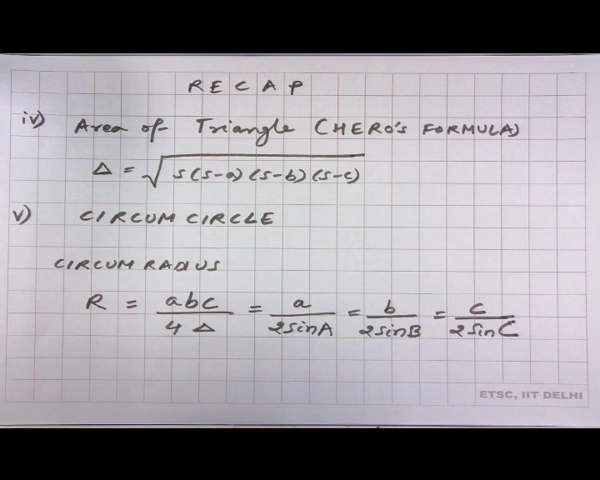 RECAP
iv) Area of Triangle (HERO'S FORMULA)
Δ = √s(s-a)(s-b)(s-c)
v) CIRCUM CIRCLE
CIRCUM RADIUS
R = abc/4Δ = a/2sinA = b/2sinB = c/2sinC
ETSC, IIT DELHI